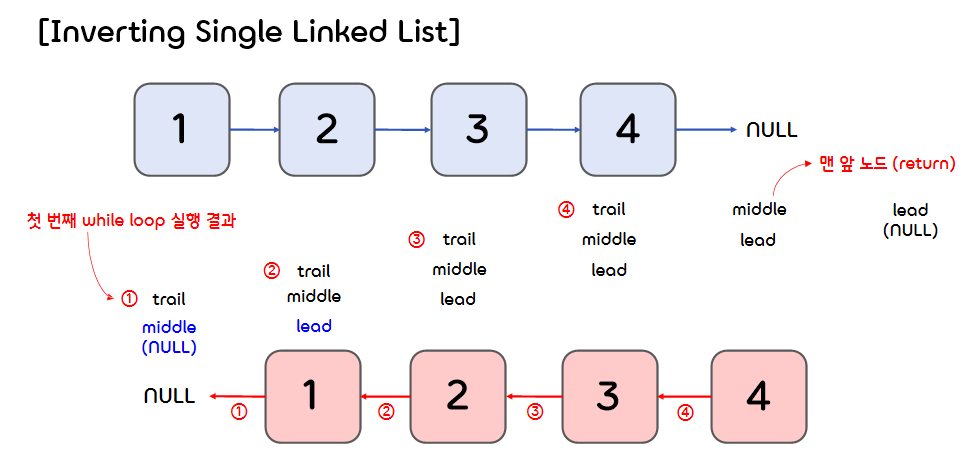 [Inverting Single Linked List]
1 2 3 4 NULL
맨 앞 노드 (return)
첫 번째 while loop 실행 결과
④ trail middle lead
middle lead (NULL)
③ trail
middle
lead
② trail
middle
lead
① trail
middle
(NULL)
lead
NULL 1 2 3 4
① ② ③ ④